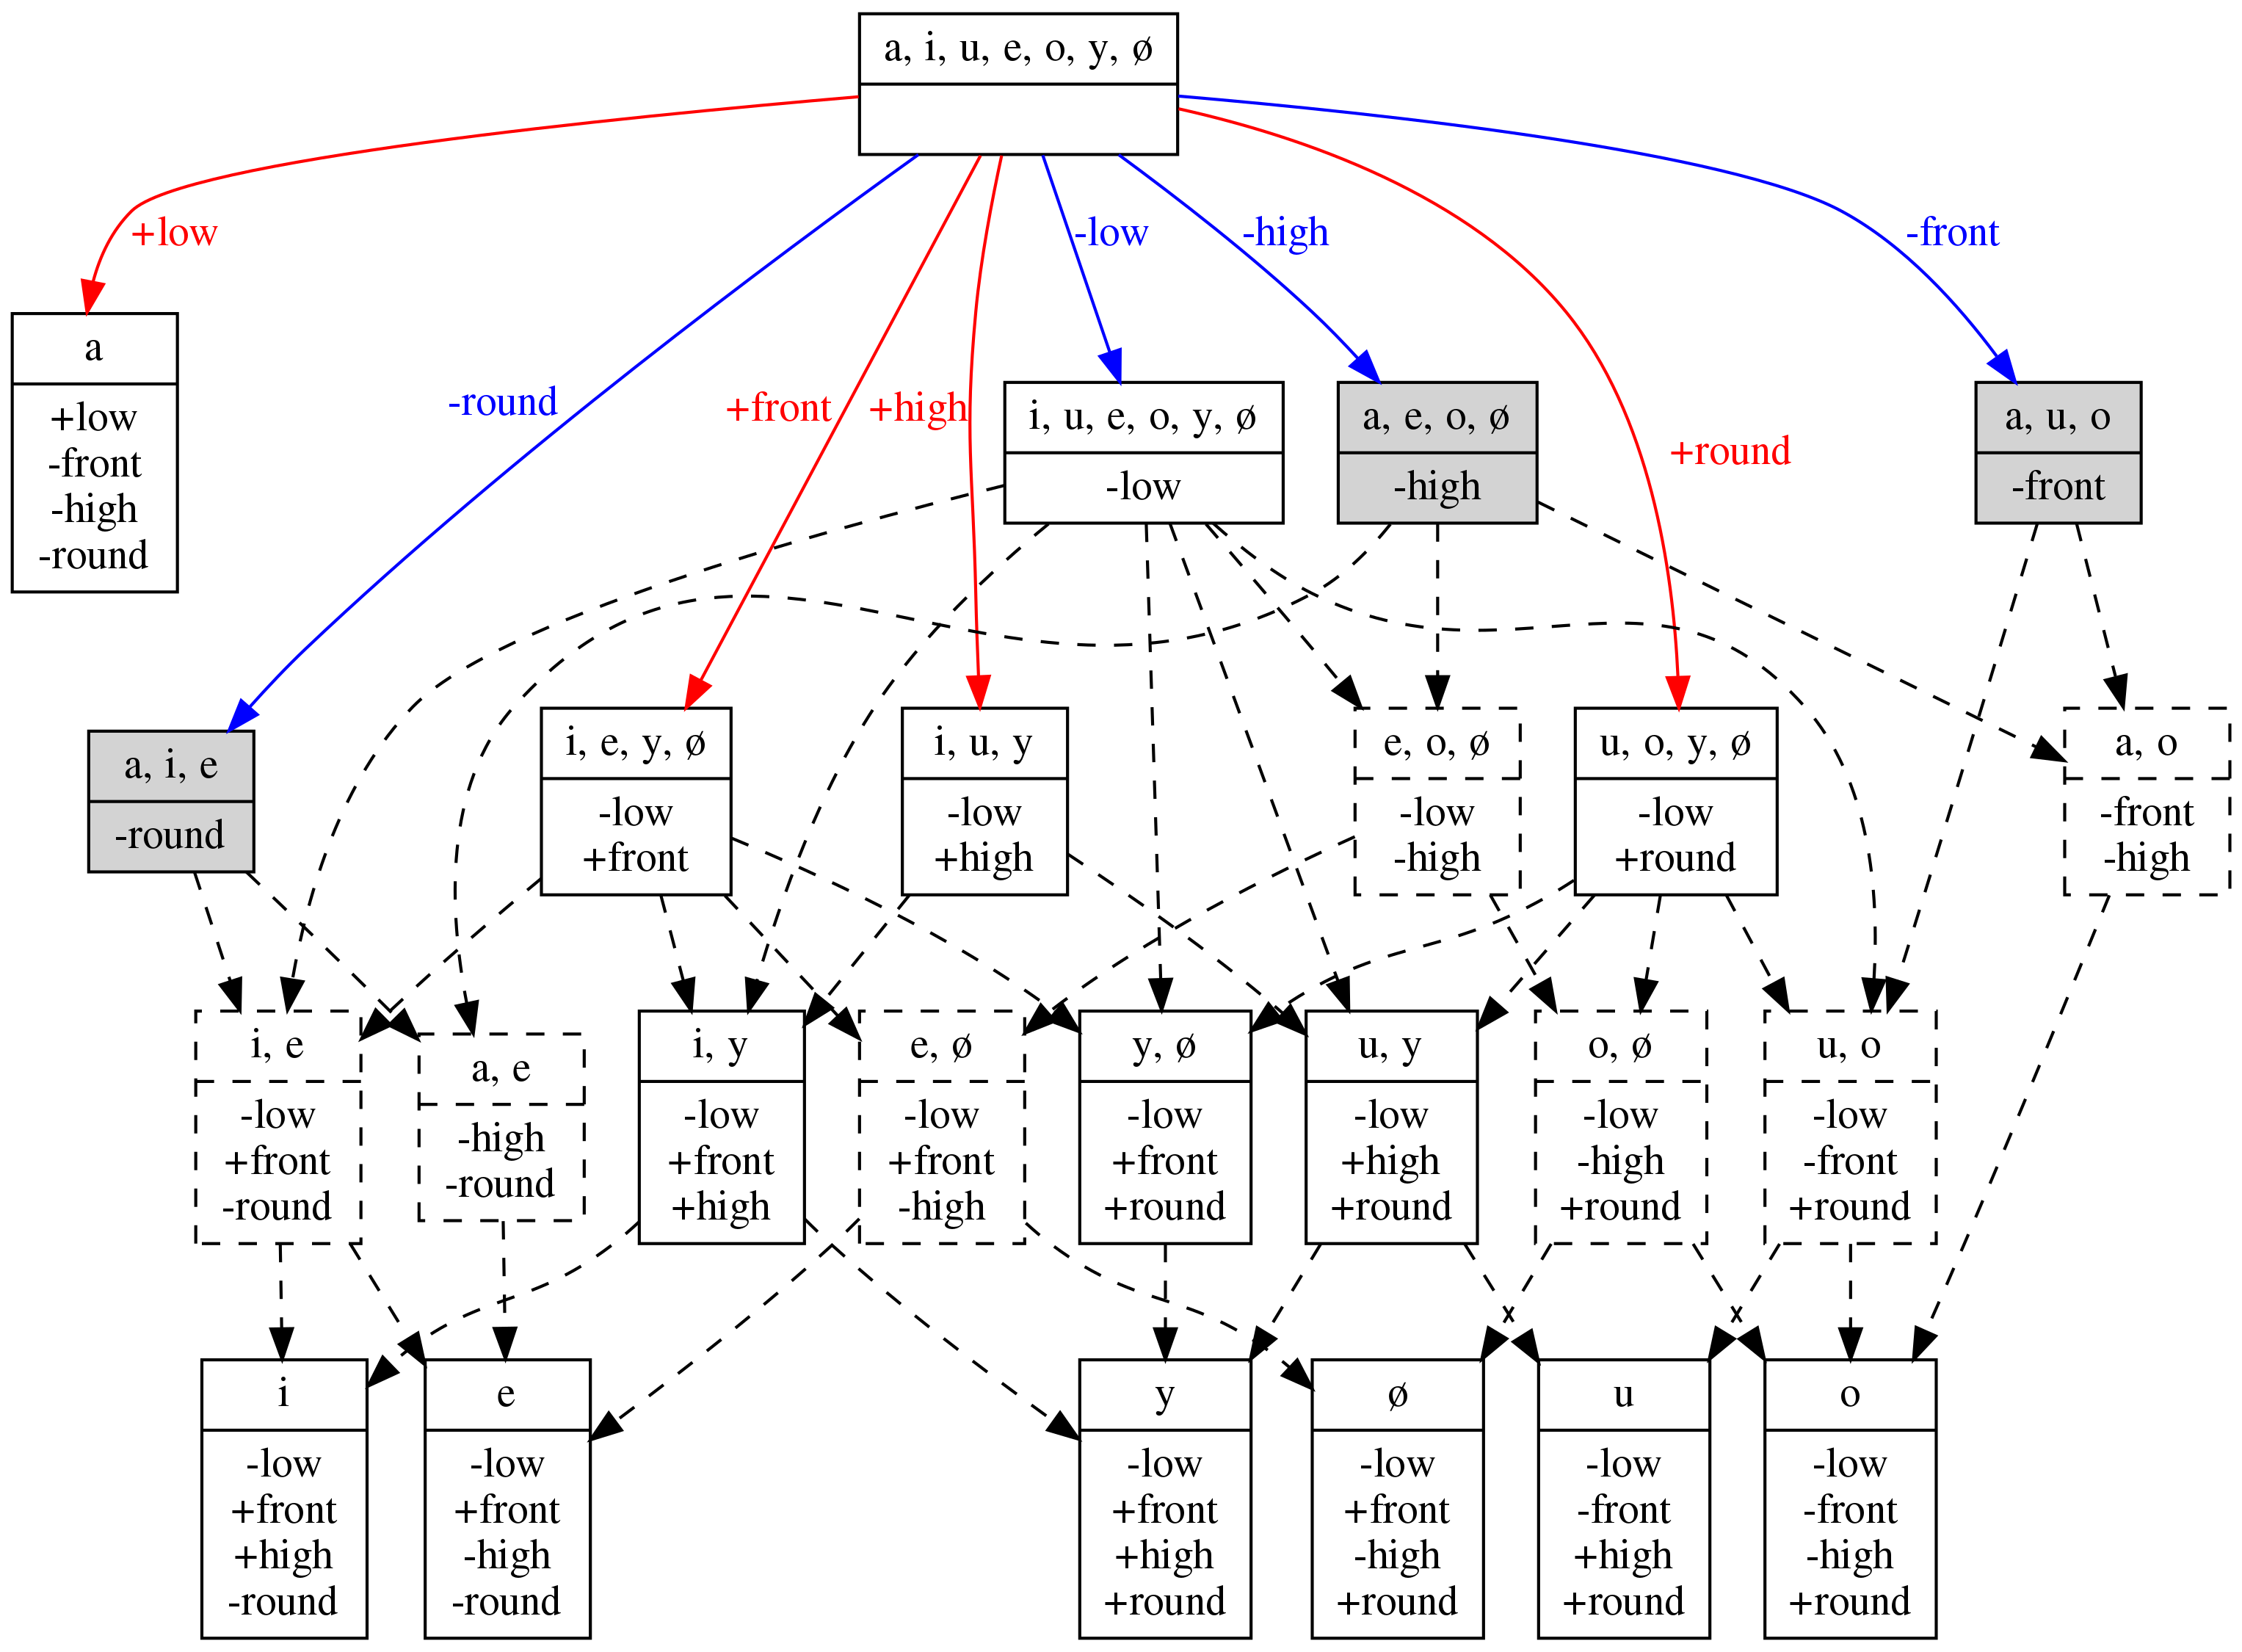 a, i, u, e, o, y, ø
+low
-low
-high
-front
a
+low
-front
-high
-round
-round
+front
+high
i, u, e, o, y, ø
-low
a, e, o, ø
-high
+round
a, u, o
-front
a, i, e
-round
i, e, y, ø
-low
+front
i, u, y
-low
+high
e, o, ø
-low
-high
u, o, y, ø
-low
+round
a, o
-front
-high
i, e
-low
+front
-round
a, e
-high
-round
i, y
-low
+front
+high
e, ø
-low
+front
-high
y, ø
-low
+front
+round
u, y
-low
+high
+round
o, ø
-low
-high
+round
u, o
-low
-front
+round
i
-low
+front
+high
-round
e
-low
+front
-high
-round
y
-low
+front
+high
+round
ø
-low
+front
-high
+round
u
-low
-front
+high
+round
o
-low
-front
-high
+round